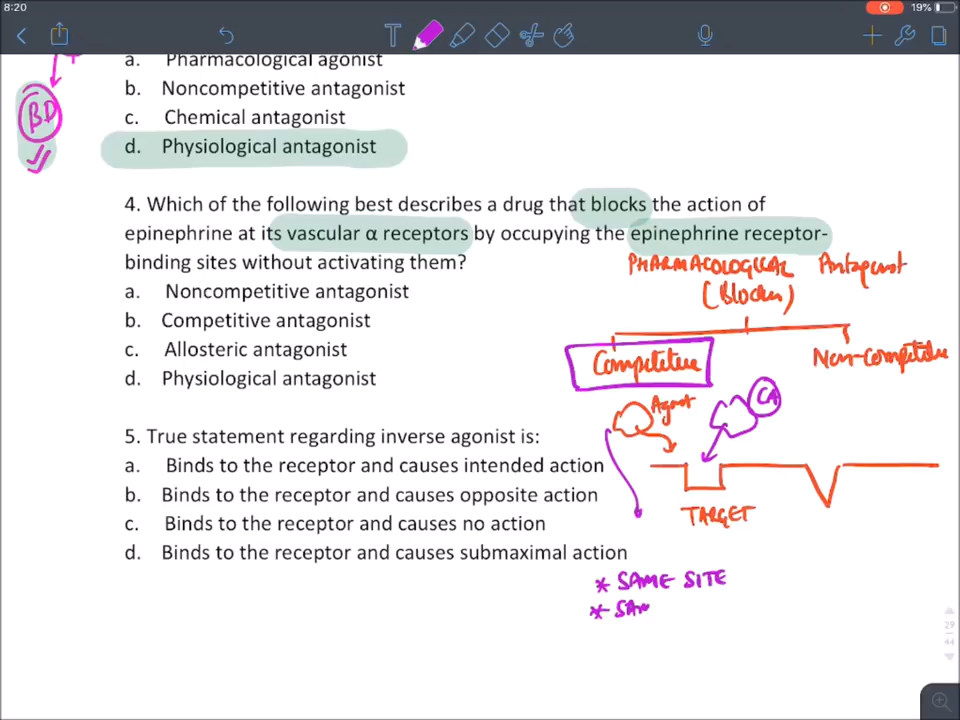 8:20
19%
T
a. Pharmacological agonist
b. Noncompetitive antagonist
c. Chemical antagonist
d. Physiological antagonist
BD
4. Which of the following best describes a drug that blocks the action of
epinephrine at its vascular α receptors by occupying the epinephrine receptor-
binding sites without activating them?
a. Noncompetitive antagonist
b. Competitive antagonist
c. Allosteric antagonist
d. Physiological antagonist
PHARMACOLOGICAL Antagonist
(Blocker)
Competitive
Non-competitive
Agonist
CA
TARGET
5. True statement regarding inverse agonist is:
a. Binds to the receptor and causes intended action
b. Binds to the receptor and causes opposite action
c. Binds to the receptor and causes no action
d. Binds to the receptor and causes submaximal action
* SAME SITE
* SAM
29
44